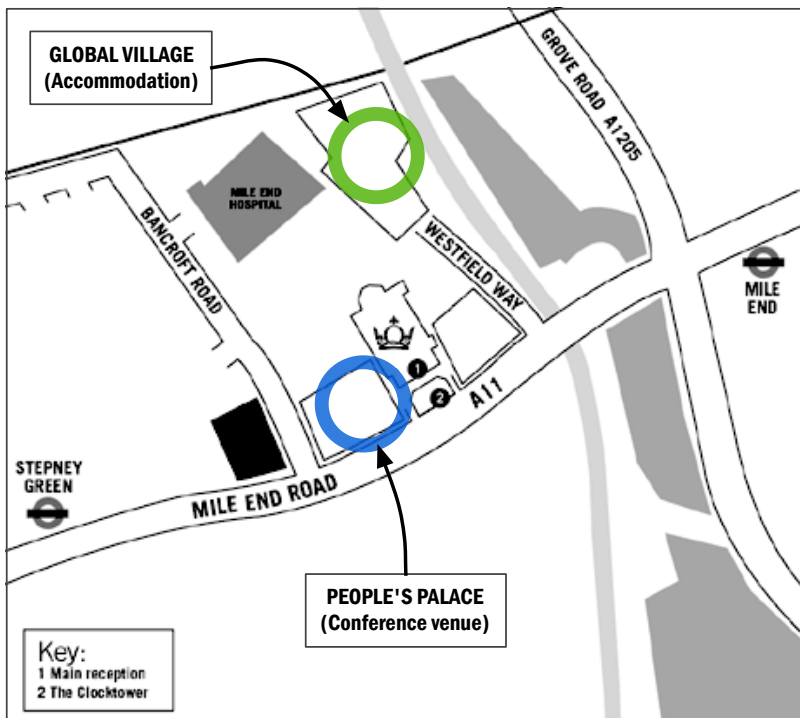 GLOBAL VILLAGE
(Accommodation)
GROVE ROAD A1205
MILE END
HOSPITAL
BANCROFT ROAD
WESTFIELD WAY
MILE
END
1
2
A11
STEPNEY
GREEN
MILE END ROAD
PEOPLE'S PALACE
(Conference venue)
Key:
1 Main reception
2 The Clocktower